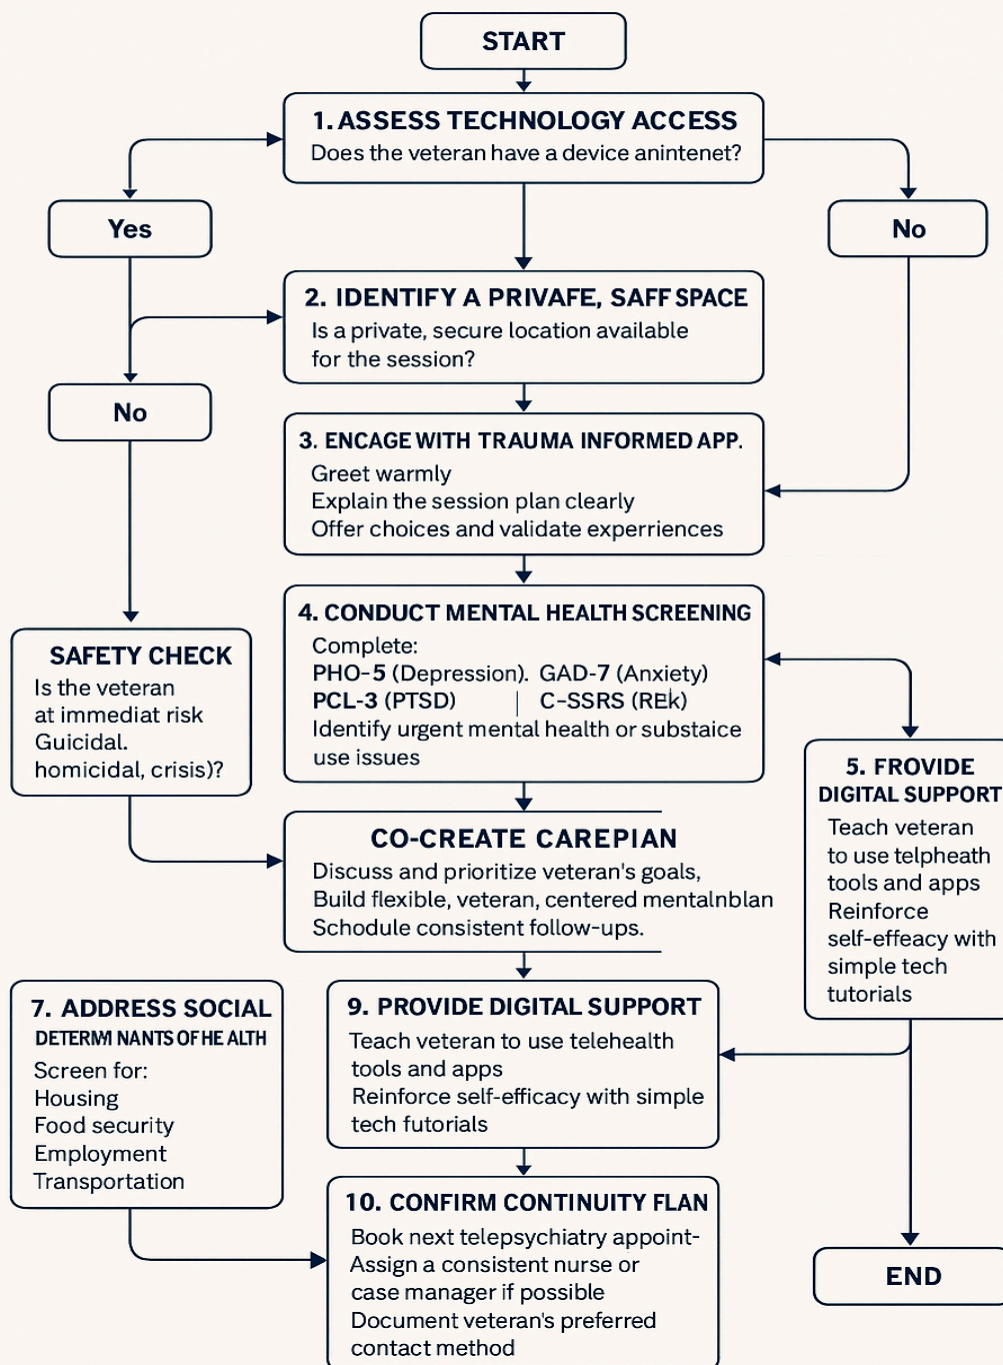 START
1. ASSESS TECHNOLOGY ACCESS
Does the veteran have a device anintenet?
Yes
No
2. IDENTIFY A PRIVAFE, SAFF SPACE
Is a private, secure location available
for the session?
No
3. ENCAGE WITH TRAUMA INFORMED APP.
Greet warmly
Explain the session plan clearly
Offer choices and validate experriences
4. CONDUCT MENTAL HEALTH SCREENING
Complete:
PHO-5 (Depression). GAD-7 (Anxiety)
PCL-3 (PTSD) | C-SSRS (REk)
Identify urgent mental health or substaice
use issues
SAFETY CHECK
Is the veteran
at immediat risk
Guicidal.
homicidal, crisis)?
5. FROVIDE
DIGITAL SUPPORT
Teach veteran
to use telpheath
tools and apps
Reinforce
self-effeacy with
simple tech
tutorials
CO-CREATE CAREPIAN
Discuss and prioritize veteran's goals,
Build flexible, veteran, centered mentalnblan
Schodule consistent follow-ups.
7. ADDRESS SOCIAL
DETERMI NANTS OF HE ALTH
Screen for:
Housing
Food security
Employment
Transportation
9. PROVIDE DIGITAL SUPPORT
Teach veteran to use telehealth
tools and apps
Reinforce self-efficacy with simple
tech futorials
10. CONFIRM CONTINUITY FLAN
Book next telepsychiatry appoint-
Assign a consistent nurse or
case manager if possible
Document veteran's preferred
contact method
END